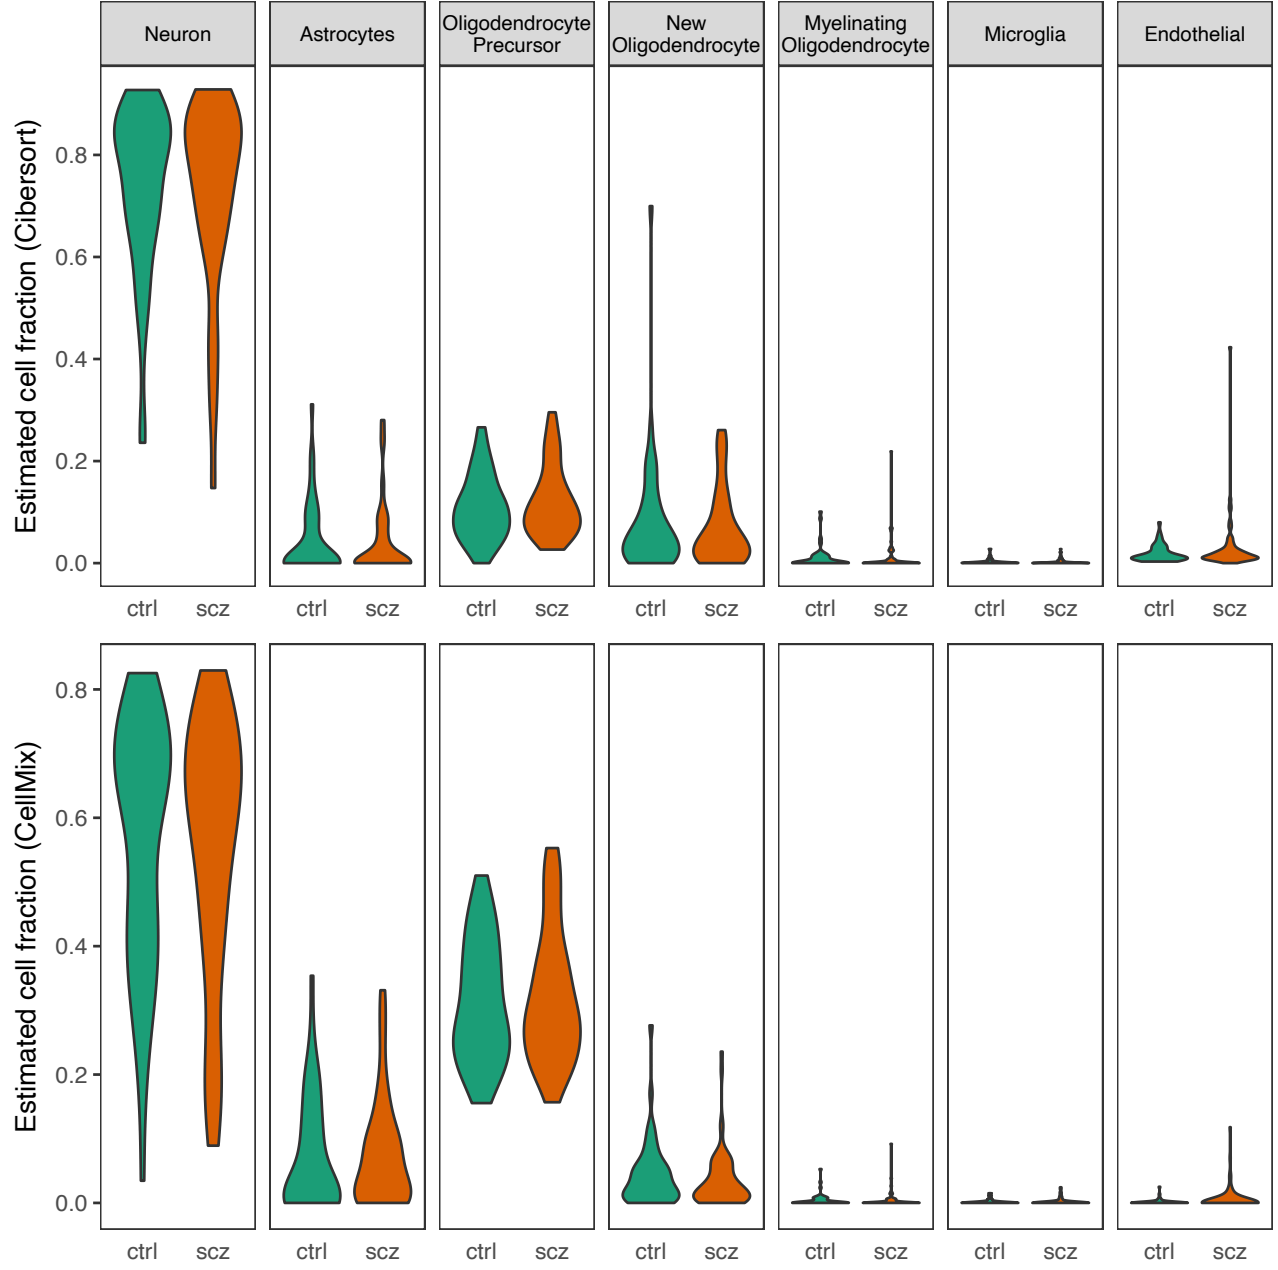 Neuron
Astrocytes
Oligodendrocyte
Precursor
New
Oligodendrocyte
Myelinating
Oligodendrocyte
Microglia
Endothelial
Estimated cell fraction (Cibersort)
0.8
0.6
0.4
0.2
0.0
ctrl scz ctrl scz ctrl scz ctrl scz ctrl scz ctrl scz ctrl scz
Estimated cell fraction (CellMix)
0.8
0.6
0.4
0.2
0.0
ctrl scz ctrl scz ctrl scz ctrl scz ctrl scz ctrl scz ctrl scz